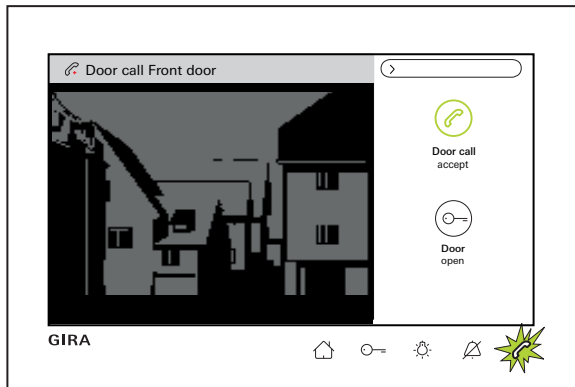 Door call Front door
Door call
accept
Door
open
GIRA